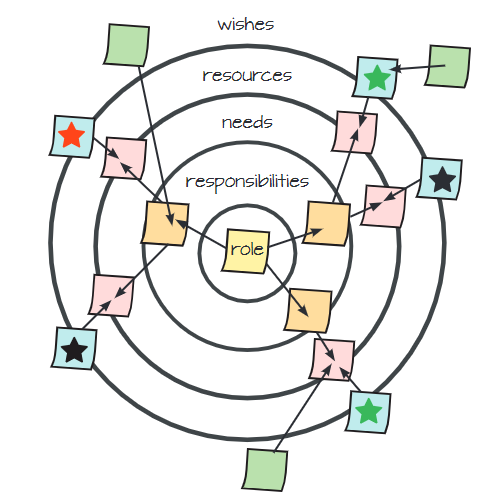 wishes
resources
needs
responsibilities
role